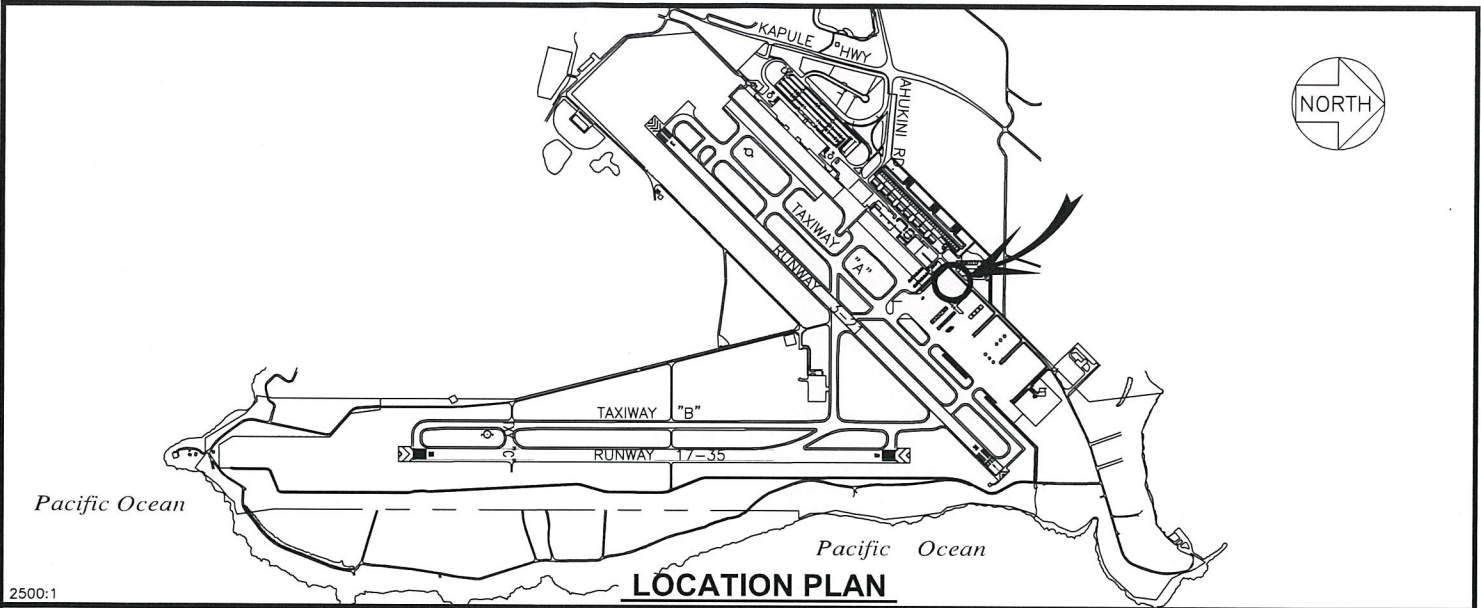 KAPULE HWY
NORTH
AHUKINI RD
TAXIWAY
"A"
RUNWAY
TAXIWAY "B"
"C"
RUNWAY 17-35
Pacific Ocean
Pacific Ocean
2500:1
LOCATION PLAN